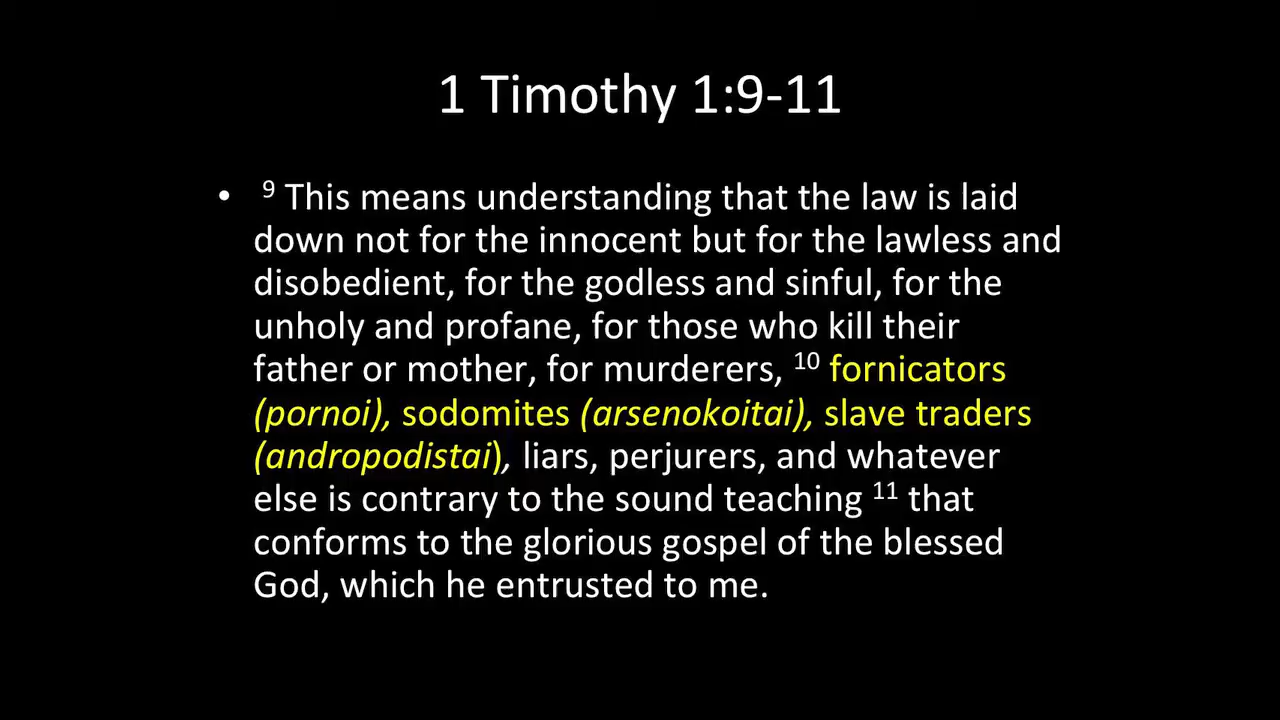 1 Timothy 1:9-11
• ⁹ This means understanding that the law is laid
down not for the innocent but for the lawless and
disobedient, for the godless and sinful, for the
unholy and profane, for those who kill their
father or mother, for murderers, ¹⁰ fornicators
(pornoi), sodomites (arsenokoitai), slave traders
(andropodistai), liars, perjurers, and whatever
else is contrary to the sound teaching ¹¹ that
conforms to the glorious gospel of the blessed
God, which he entrusted to me.